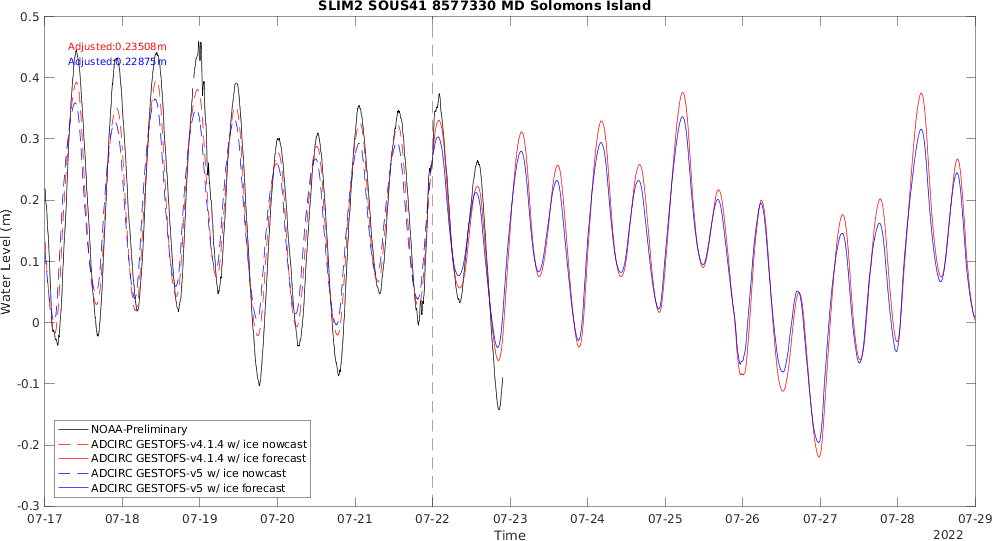 SLIM2 SOUS41 8577330 MD Solomons Island
Adjusted:0.23508m
Adjusted:0.22875m
Water Level (m)
0.5
0.4
0.3
0.2
0.1
0
-0.1
-0.2
-0.3
NOAA-Preliminary
ADCIRC GESTOFS-v4.1.4 w/ ice nowcast
ADCIRC GESTOFS-v4.1.4 w/ ice forecast
ADCIRC GESTOFS-v5 w/ ice nowcast
ADCIRC GESTOFS-v5 w/ ice forecast
07-17 07-18 07-19 07-20 07-21 07-22 07-23 07-24 07-25 07-26 07-27 07-28 07-29
Time
2022